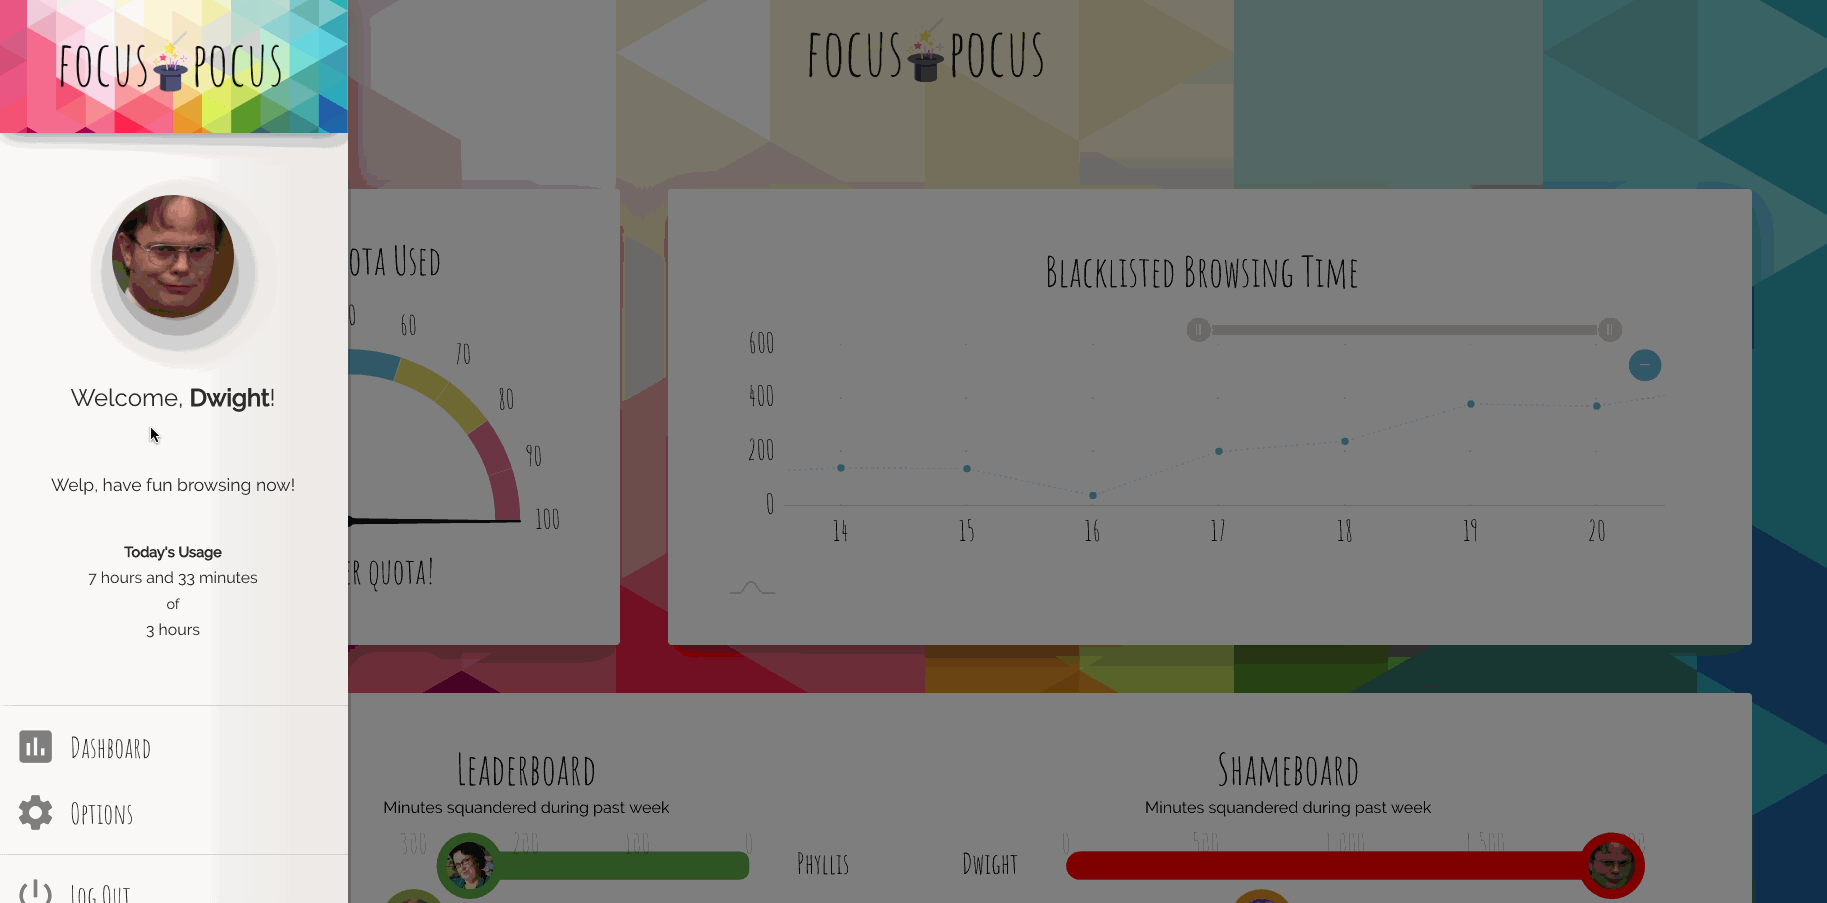 FOCUS POCUS
Welcome, Dwight!
Welp, have fun browsing now!
Today's Usage
7 hours and 33 minutes
of
3 hours
DASHBOARD
OPTIONS
LOG OUT
FOCUS POCUS
USED
60
70
80
90
100
QUOTA!
BLACKLISTED BROWSING TIME
600
400
200
0
14 15 16 17 18 19 20
LEADERBOARD
Minutes squandered during past week
300 200 100 0
PHYLLIS
SHAMEBOARD
Minutes squandered during past week
0 500 1,000 1,500
DWIGHT